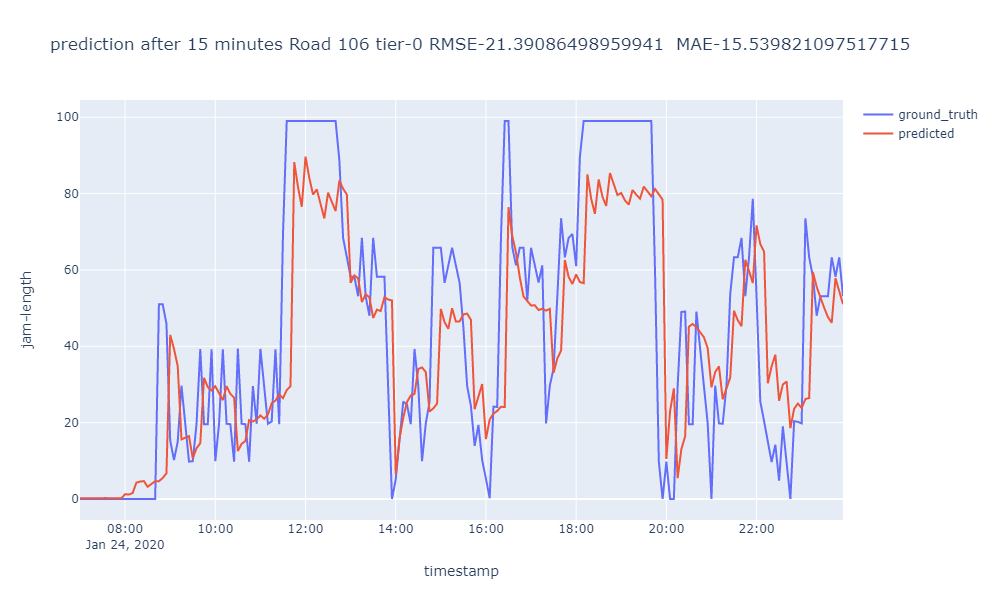 prediction after 15 minutes Road 106 tier-0 RMSE-21.39086498959941  MAE-15.539821097517715
ground_truth
predicted
100
80
60
40
20
0
jam-length
08:00 10:00 12:00 14:00 16:00 18:00 20:00 22:00
Jan 24, 2020
timestamp